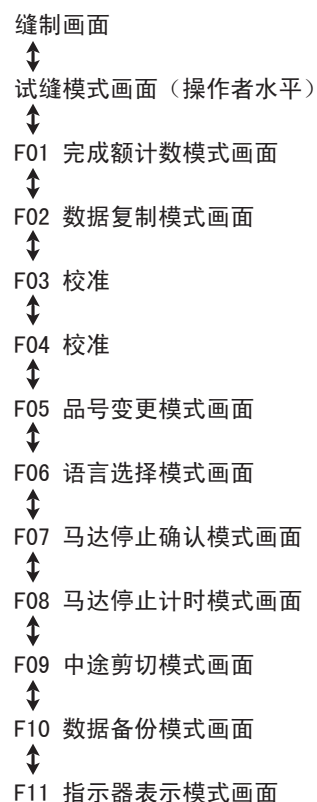 缝制画面
试缝模式画面（操作者水平）
F01 完成额计数模式画面
F02 数据复制模式画面
F03 校准
F04 校准
F05 品号变更模式画面
F06 语言选择模式画面
F07 马达停止确认模式画面
F08 马达停止计时模式画面
F09 中途剪切模式画面
F10 数据备份模式画面
F11 指示器表示模式画面